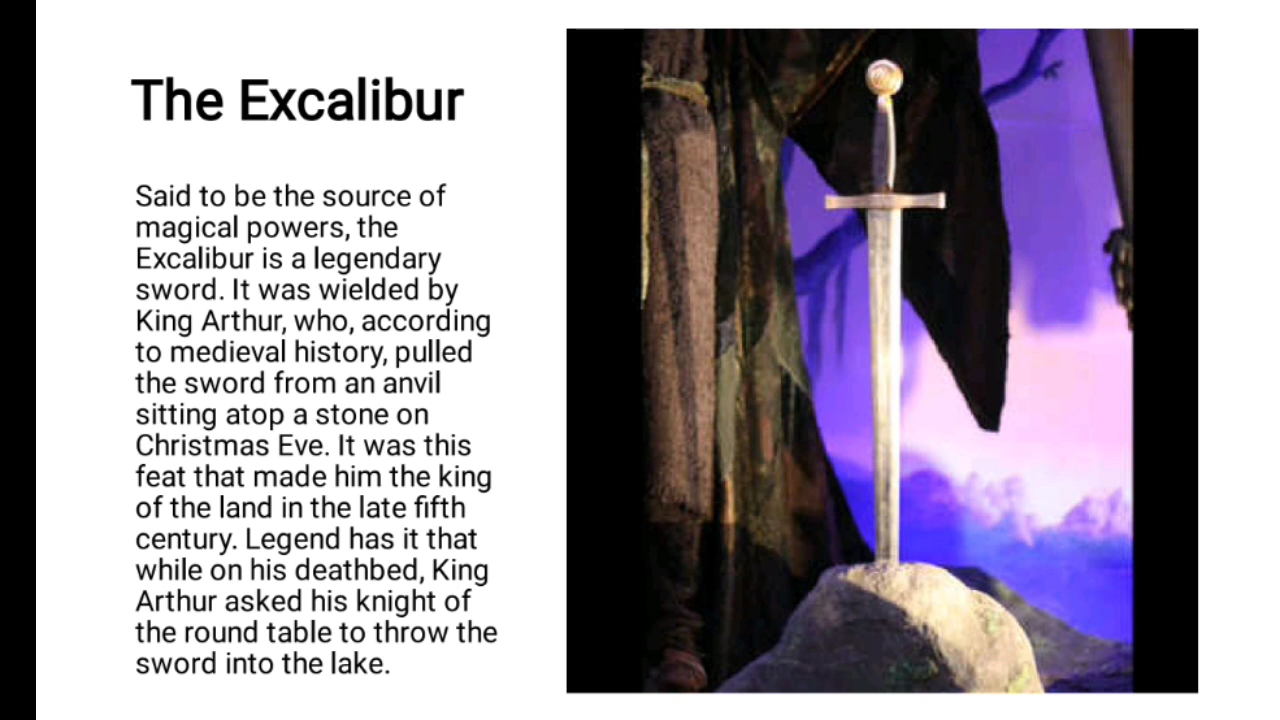 The Excalibur
Said to be the source of
magical powers, the
Excalibur is a legendary
sword. It was wielded by
King Arthur, who, according
to medieval history, pulled
the sword from an anvil
sitting atop a stone on
Christmas Eve. It was this
feat that made him the king
of the land in the late fifth
century. Legend has it that
while on his deathbed, King
Arthur asked his knight of
the round table to throw the
sword into the lake.